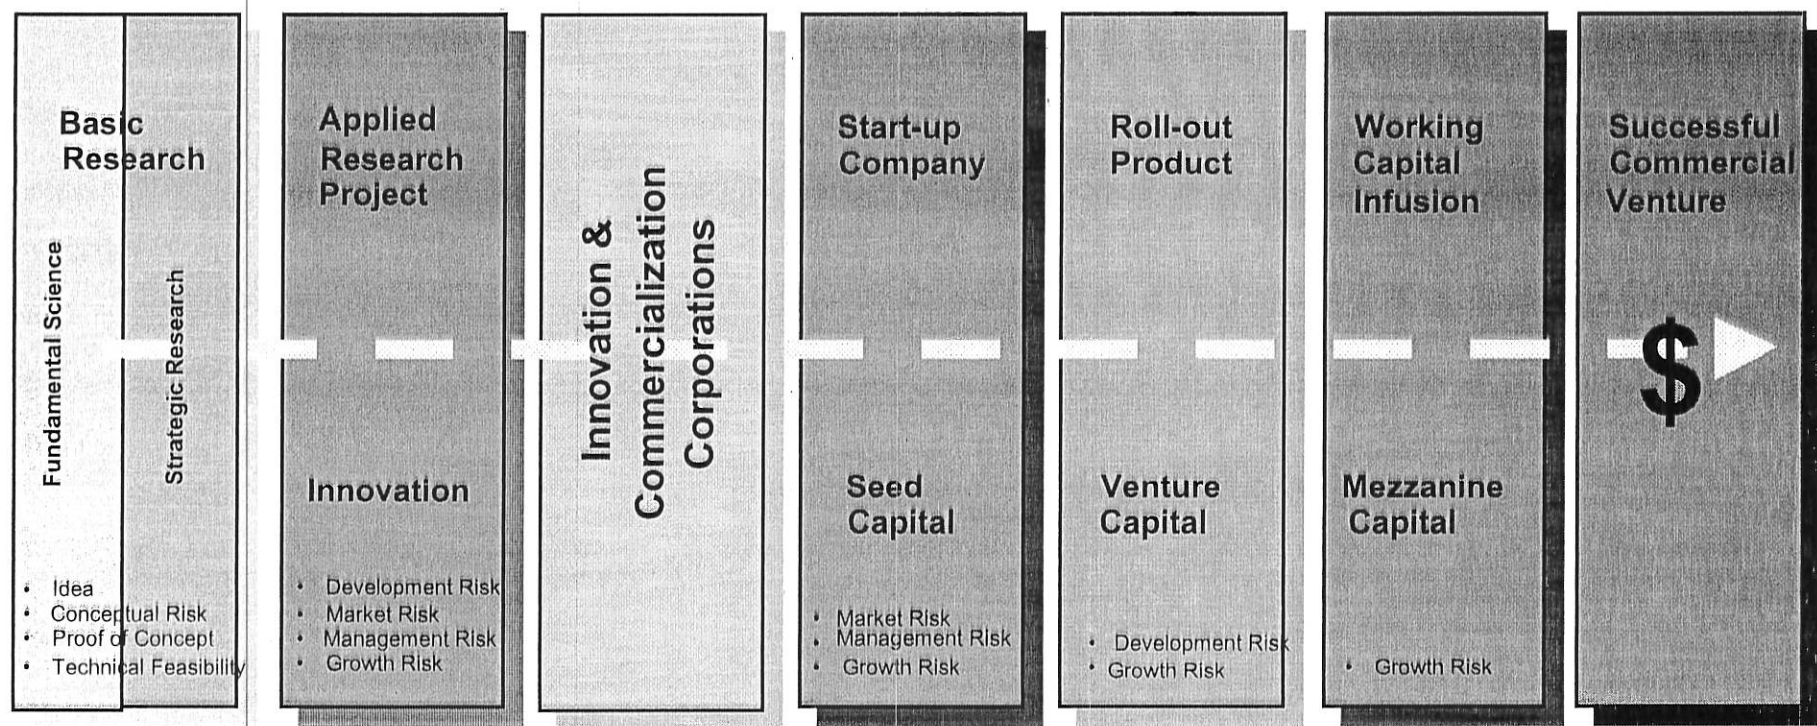 Basic
Research
Fundamental Science
Strategic Research
• Idea
• Conceptual Risk
• Proof of Concept
• Technical Feasibility
Applied
Research
Project
Innovation
• Development Risk
• Market Risk
• Management Risk
• Growth Risk
Innovation &
Commercialization
Corporations
Start-up
Company
Seed
Capital
• Market Risk
• Management Risk
• Growth Risk
Roll-out
Product
Venture
Capital
• Development Risk
• Growth Risk
Working
Capital
Infusion
Mezzanine
Capital
• Growth Risk
Successful
Commercial
Venture
$